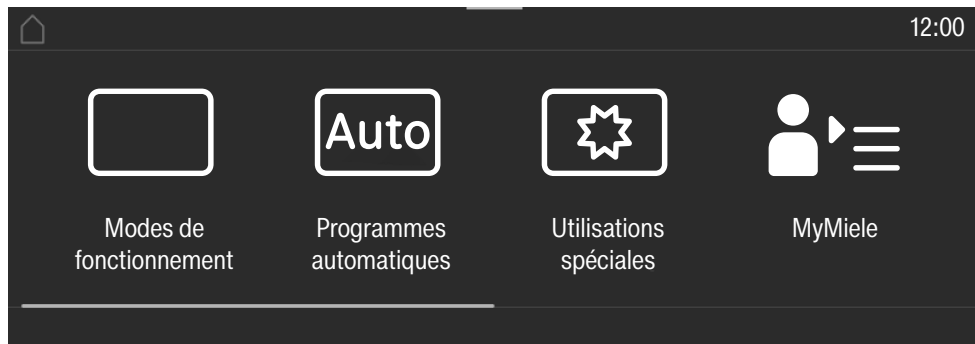 12:00
Auto
Modes de
fonctionnement
Programmes
automatiques
Utilisations
spéciales
MyMiele